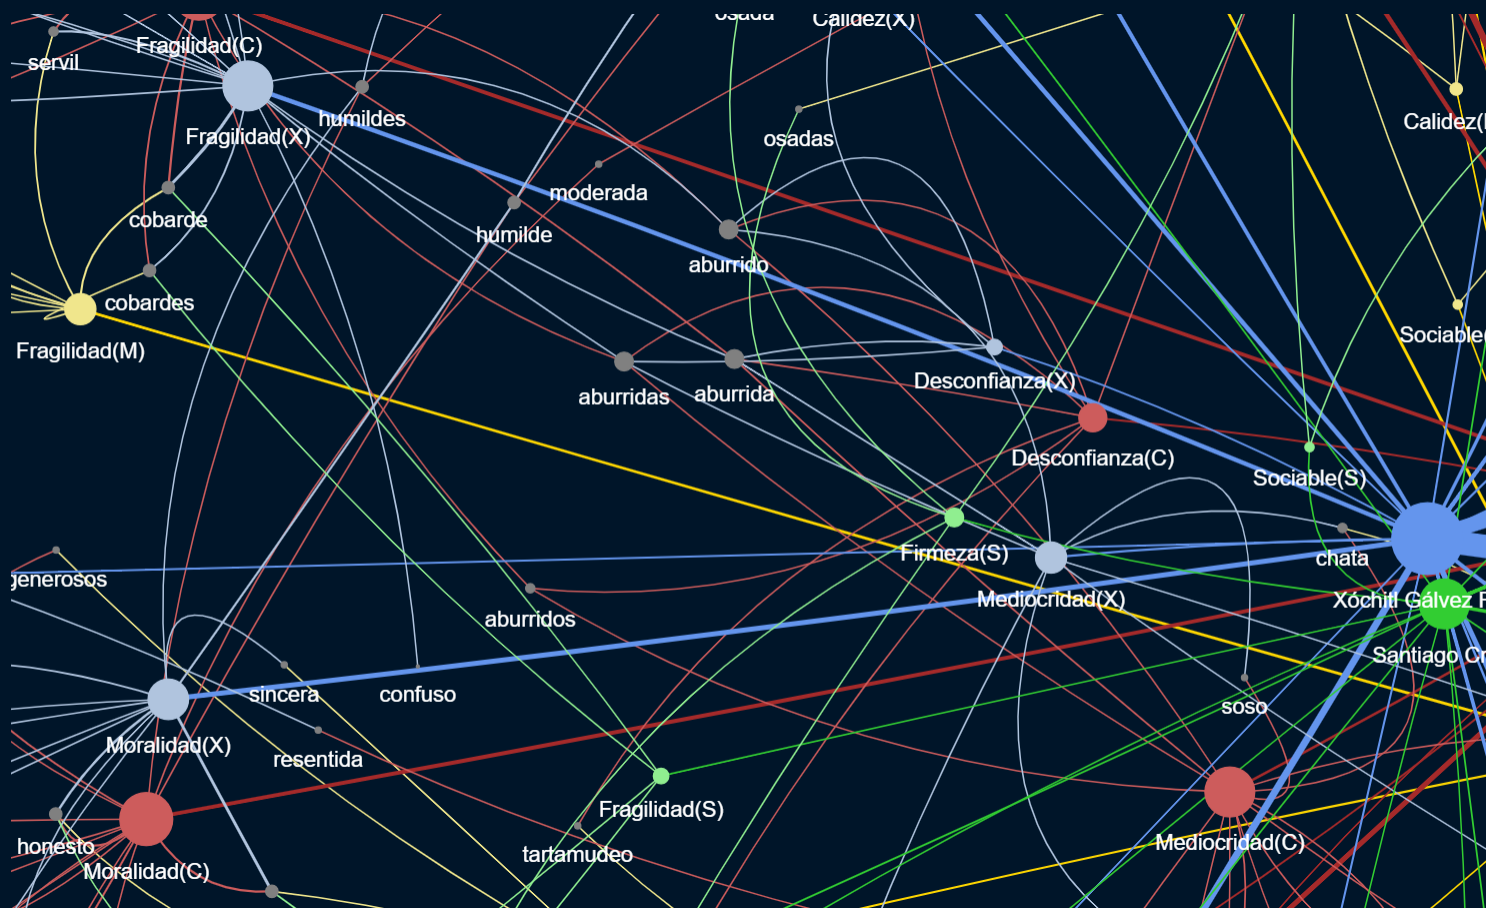 osada
Calidez(X)
Fragilidad(C)
servil
humildes
Calidez(
Fragilidad(X)
osadas
moderada
cobarde
humilde
aburrido
cobardes
Sociable(
Fragilidad(M)
Desconfianza(X)
aburridas
aburrida
Desconfianza(C)
Sociable(S)
Firmeza(S)
chata
generosos
Mediocridad(X)
Xóchitl Gálvez
aburridos
Santiago
sincera
confuso
soso
Moralidad(X)
resentida
Fragilidad(S)
honesto
Mediocridad(C)
tartamudeo
Moralidad(C)